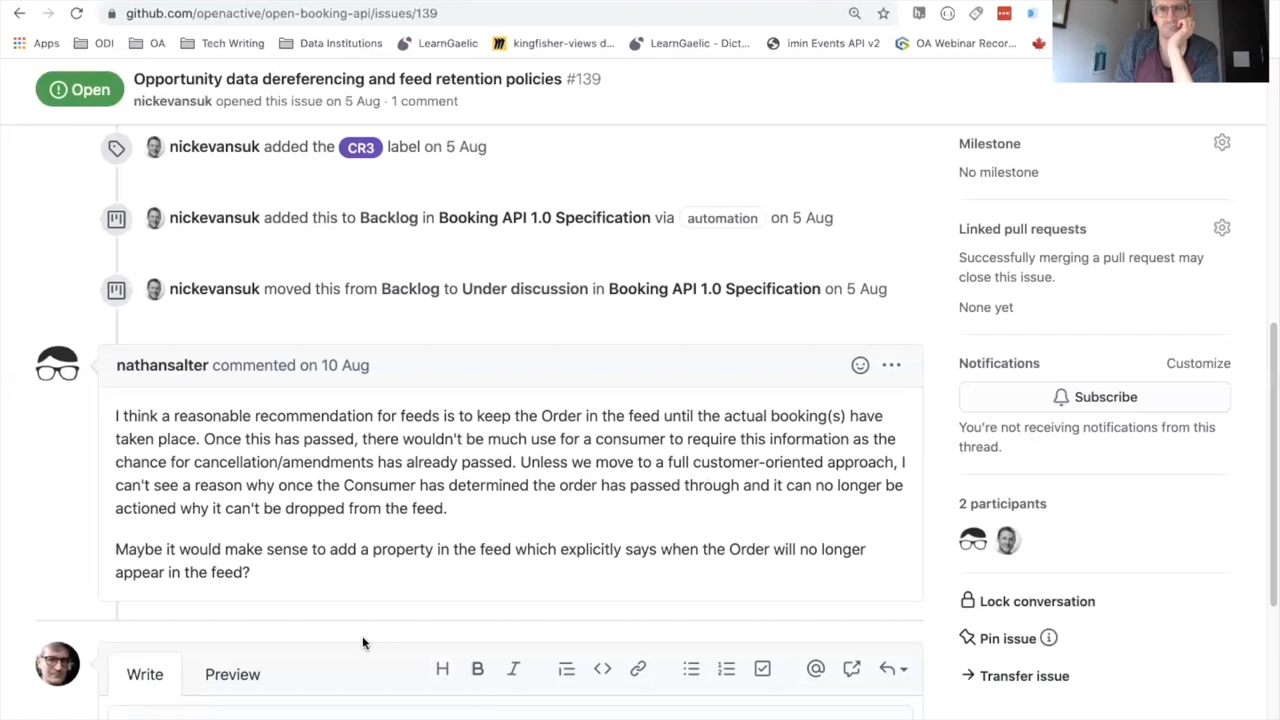 github.com/openactive/open-booking-api/issues/139
Apps ODI OA Tech Writing Data Institutions LearnGaelic kingfisher-views d... LearnGaelic - Dict... imin Events API v2 OA Webinar Recor...
Open
Opportunity data dereferencing and feed retention policies #139
nickevansuk opened this issue on 5 Aug · 1 comment
nickevansuk added the CR3 label on 5 Aug
nickevansuk added this to Backlog in Booking API 1.0 Specification via automation on 5 Aug
nickevansuk moved this from Backlog to Under discussion in Booking API 1.0 Specification on 5 Aug
nathansalter commented on 10 Aug
I think a reasonable recommendation for feeds is to keep the Order in the feed until the actual booking(s) have
taken place. Once this has passed, there wouldn't be much use for a consumer to require this information as the
chance for cancellation/amendments has already passed. Unless we move to a full customer-oriented approach, I
can't see a reason why once the Consumer has determined the order has passed through and it can no longer be
actioned why it can't be dropped from the feed.
Maybe it would make sense to add a property in the feed which explicitly says when the Order will no longer
appear in the feed?
Write Preview
Milestone
No milestone
Linked pull requests
Successfully merging a pull request may
close this issue.
None yet
Notifications Customize
Subscribe
You're not receiving notifications from this
thread.
2 participants
Lock conversation
Pin issue
Transfer issue